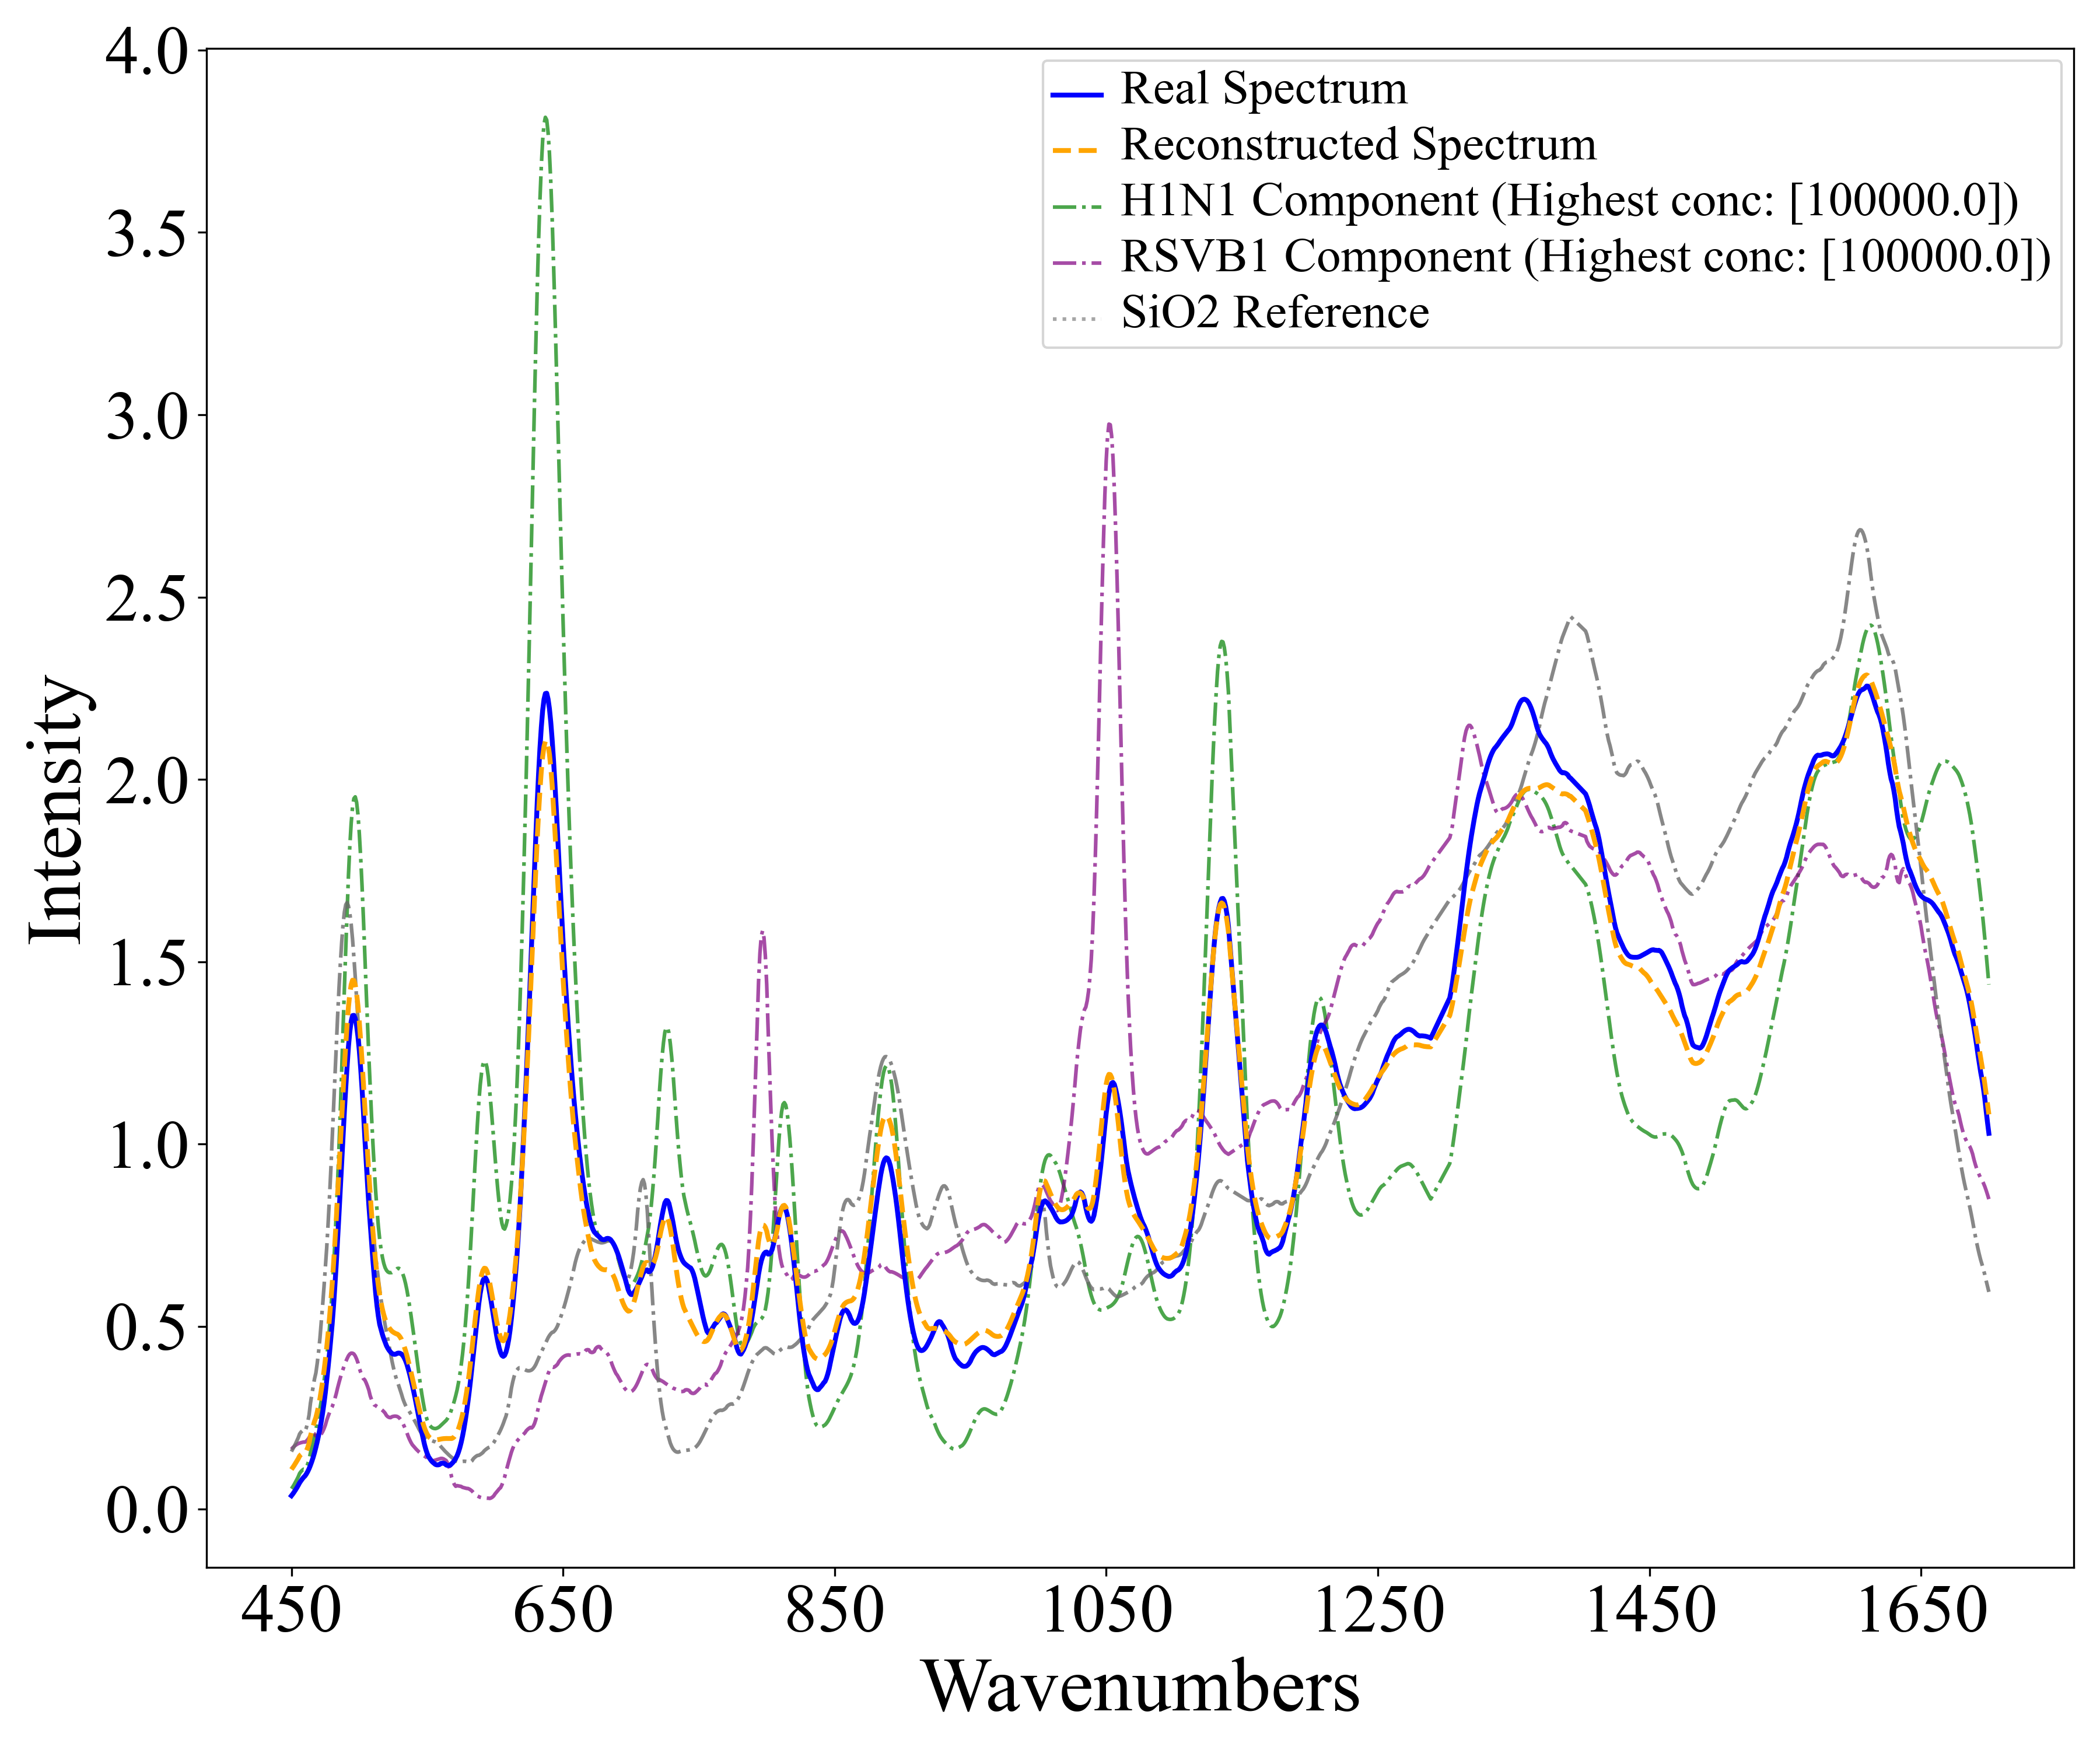 4.0
3.5
3.0
2.5
2.0
1.5
1.0
0.5
0.0
Intensity
Real Spectrum
Reconstructed Spectrum
H1N1 Component (Highest conc: [100000.0])
RSVB1 Component (Highest conc: [100000.0])
SiO2 Reference
450 650 850 1050 1250 1450 1650
Wavenumbers